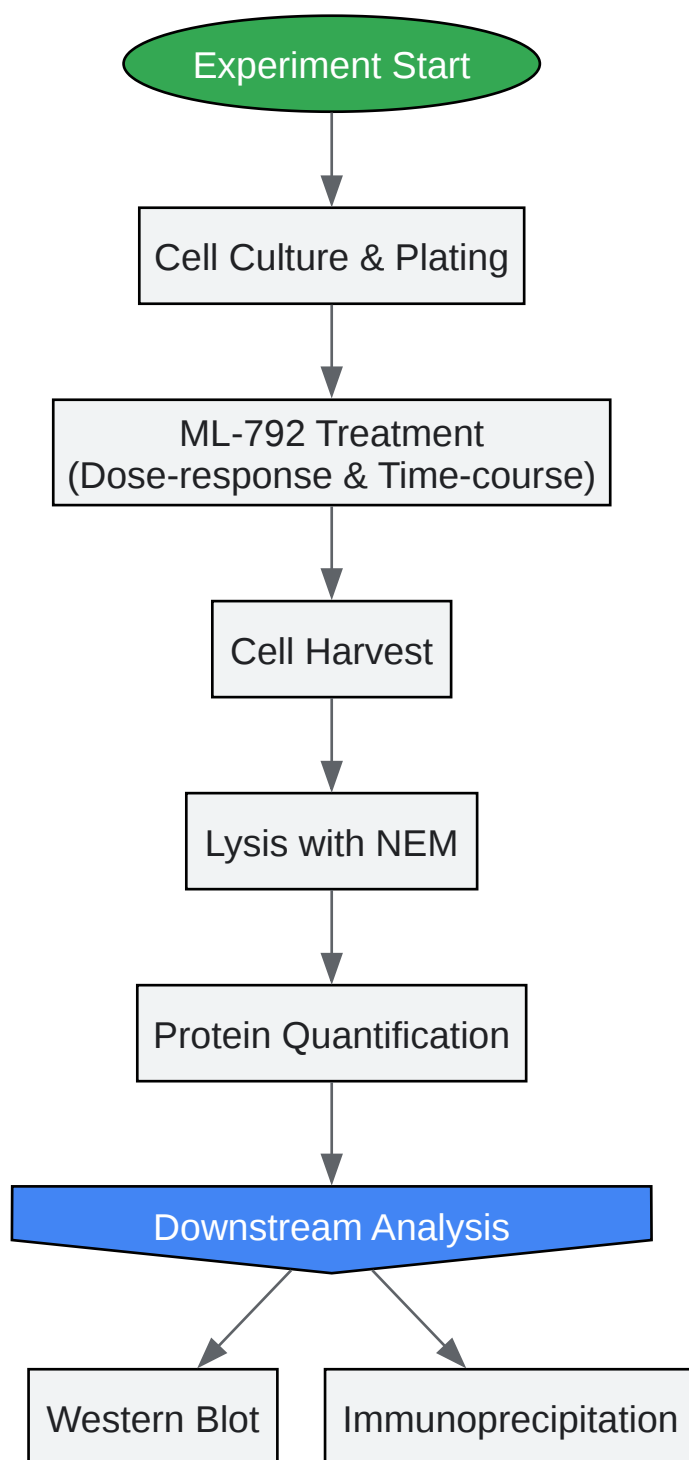 Experiment Start
Cell Culture & Plating
ML-792 Treatment
(Dose-response & Time-course)
Cell Harvest
Lysis with NEM
Protein Quantification
Downstream Analysis
Western Blot
Immunoprecipitation